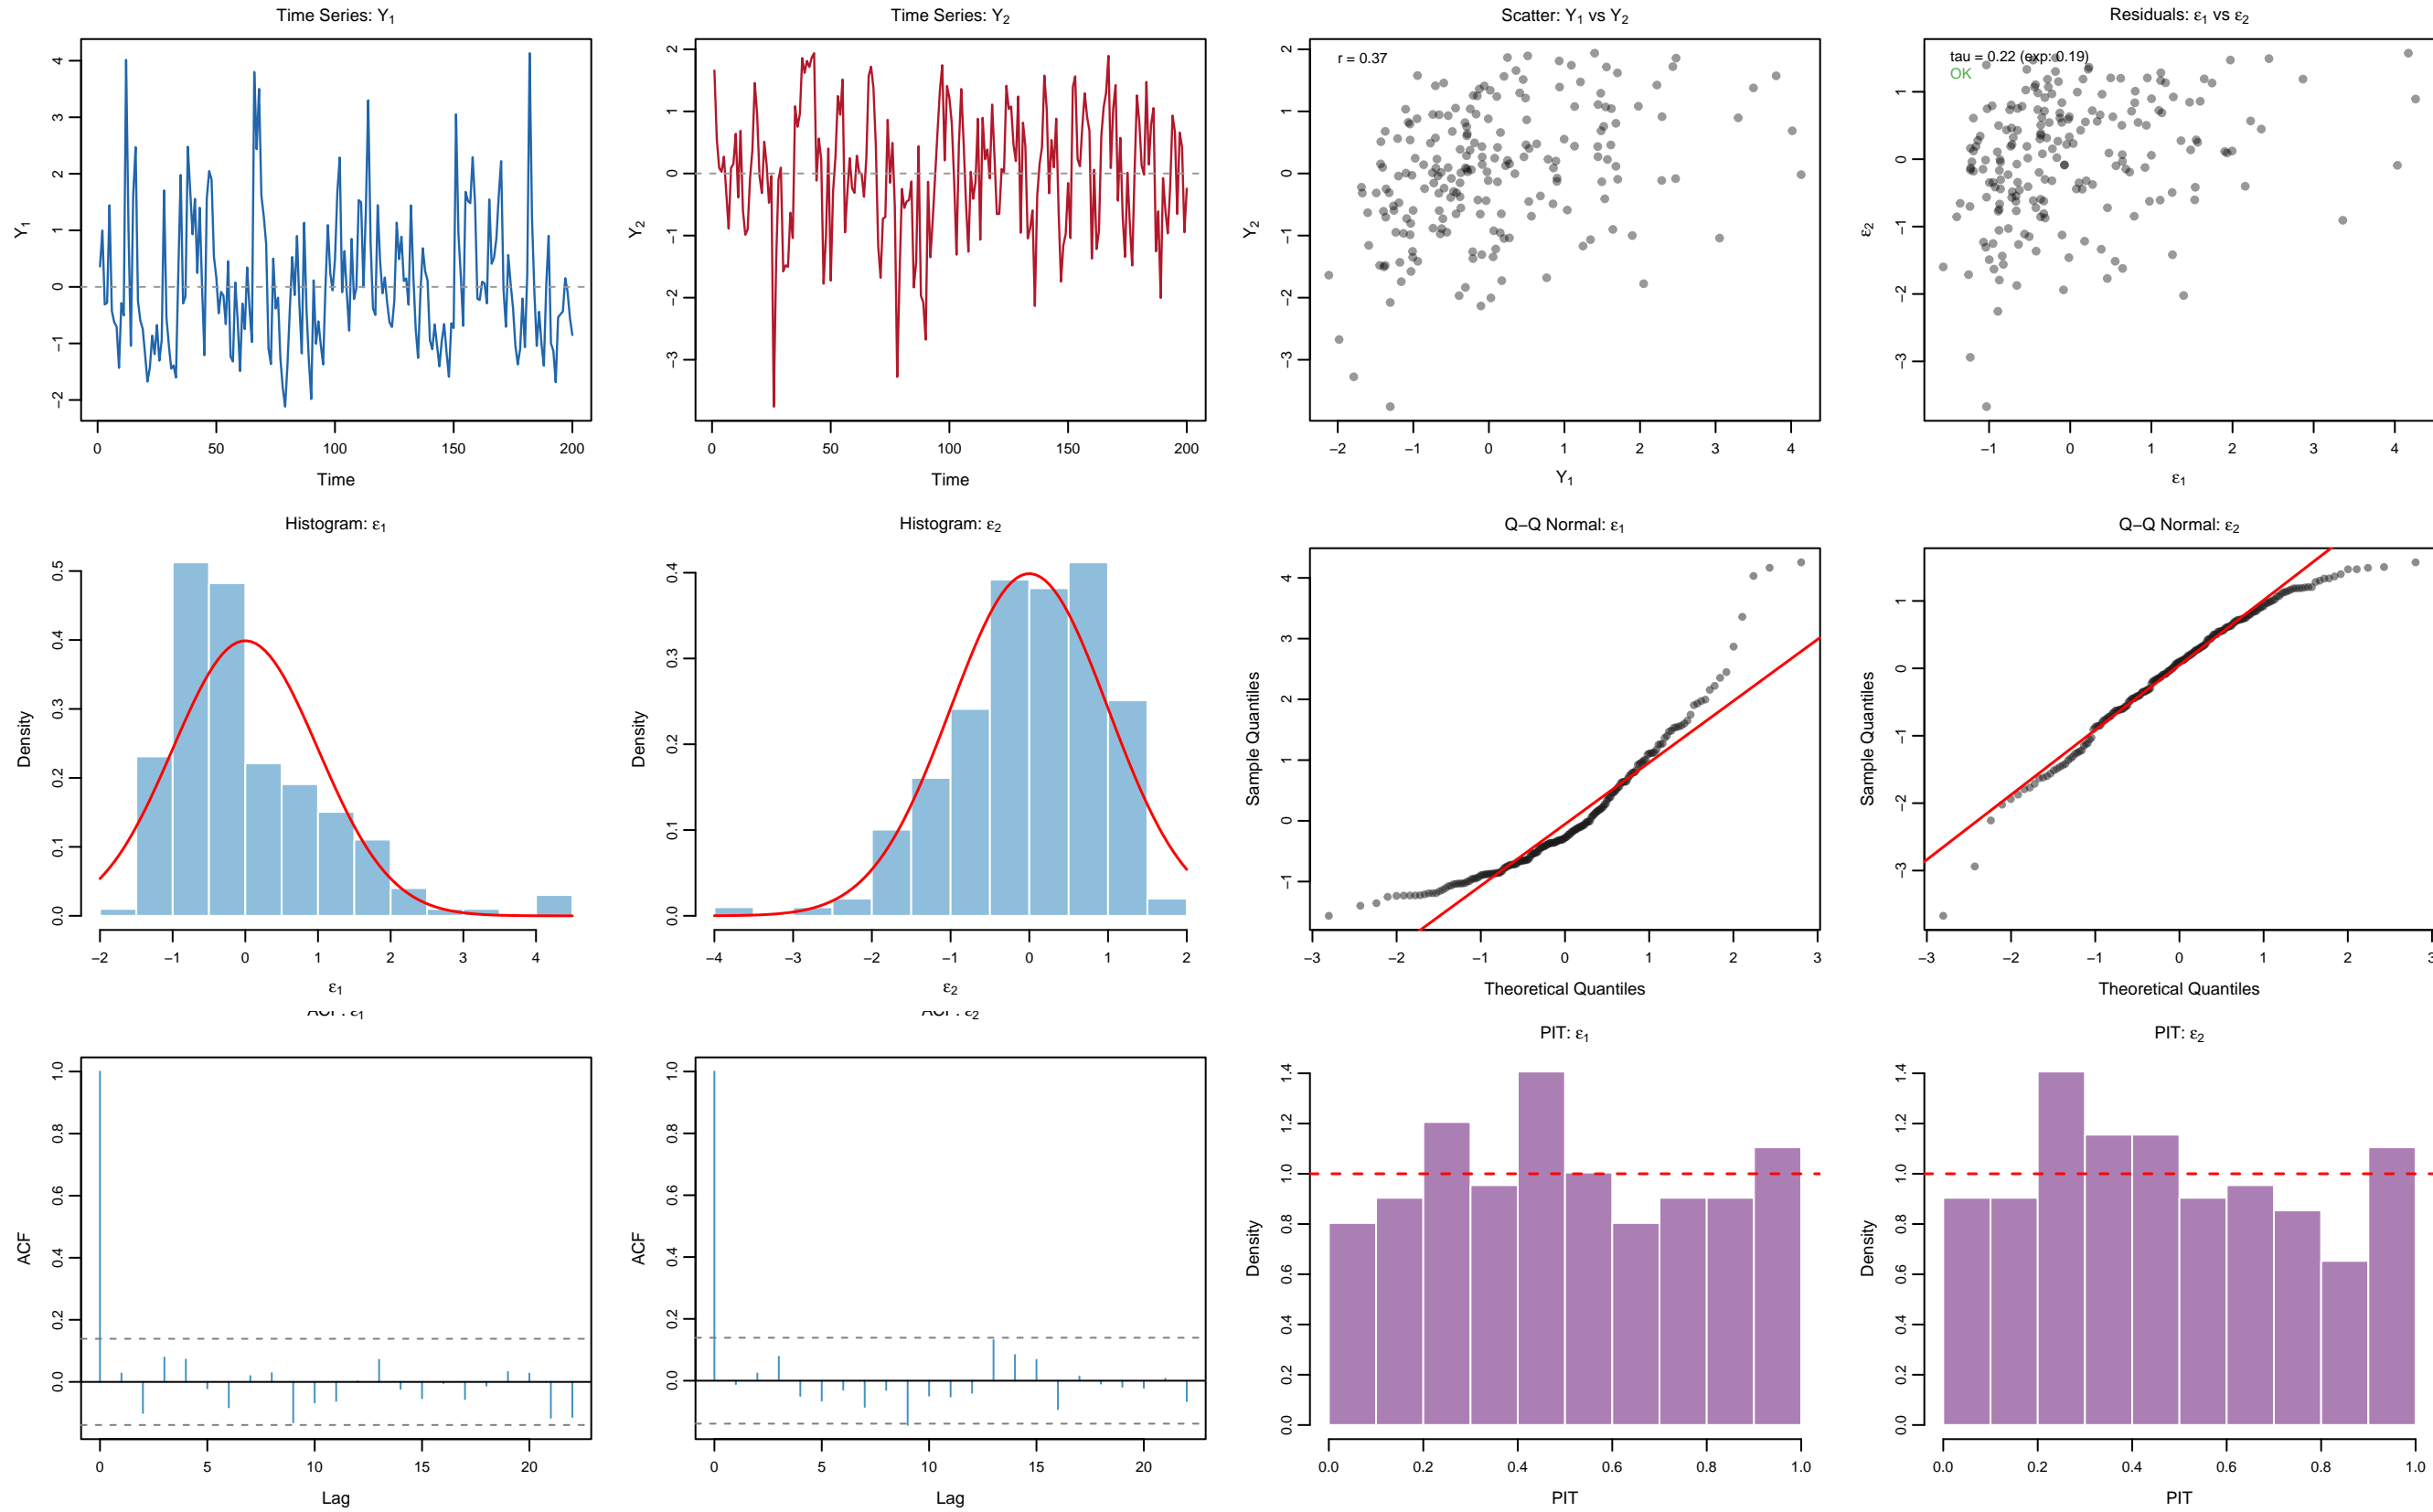 Time Series: Y1
Y1
−2 −1 0 1 2 3 4
0 50 100 150 200
Time
Time Series: Y2
Y2
−3 −2 −1 0 1 2
0 50 100 150 200
Time
Scatter: Y1 vs Y2
r = 0.37
Y2
−3 −2 −1 0 1 2
−2 −1 0 1 2 3 4
Y1
Residuals: ε1 vs ε2
tau = 0.22 (exp: 0.19)
OK
ε2
−3 −2 −1 0 1
−1 0 1 2 3 4
ε1
Histogram: ε1
Density
0.0 0.1 0.2 0.3 0.4 0.5
−2 −1 0 1 2 3 4
ε1
Histogram: ε2
Density
0.0 0.1 0.2 0.3 0.4
−4 −3 −2 −1 0 1 2
ε2
Q−Q Normal: ε1
Sample Quantiles
−1 0 1 2 3 4
−3 −2 −1 0 1 2 3
Theoretical Quantiles
Q−Q Normal: ε2
Sample Quantiles
−3 −2 −1 0 1
−3 −2 −1 0 1 2 3
Theoretical Quantiles
ACF: ε1
ACF
0.0 0.2 0.4 0.6 0.8 1.0
0 5 10 15 20
Lag
ACF: ε2
ACF
0.0 0.2 0.4 0.6 0.8 1.0
0 5 10 15 20
Lag
PIT: ε1
Density
0.0 0.2 0.4 0.6 0.8 1.0 1.2 1.4
0.0 0.2 0.4 0.6 0.8 1.0
PIT
PIT: ε2
Density
0.0 0.2 0.4 0.6 0.8 1.0 1.2 1.4
0.0 0.2 0.4 0.6 0.8 1.0
PIT